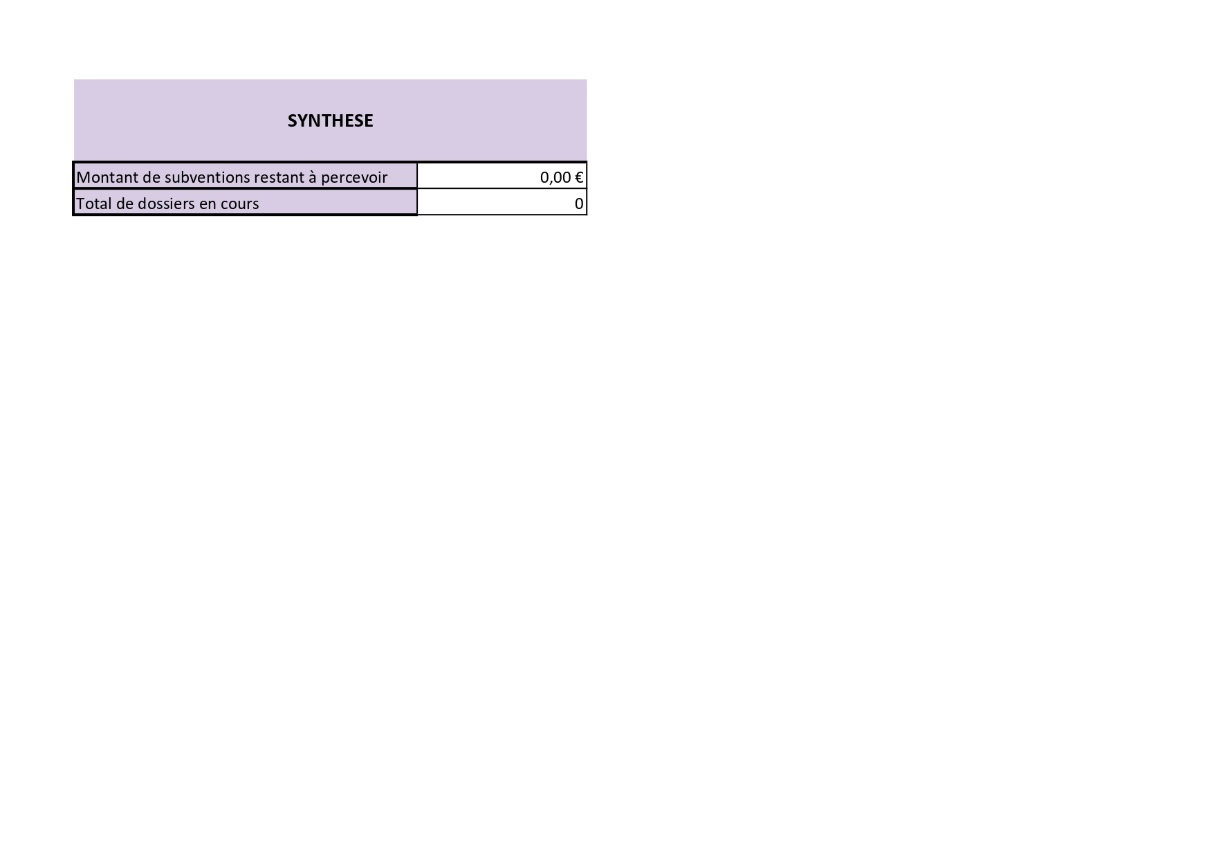 SYNTHESE
Montant de subventions restant à percevoir 0,00 €
Total de dossiers en cours 0